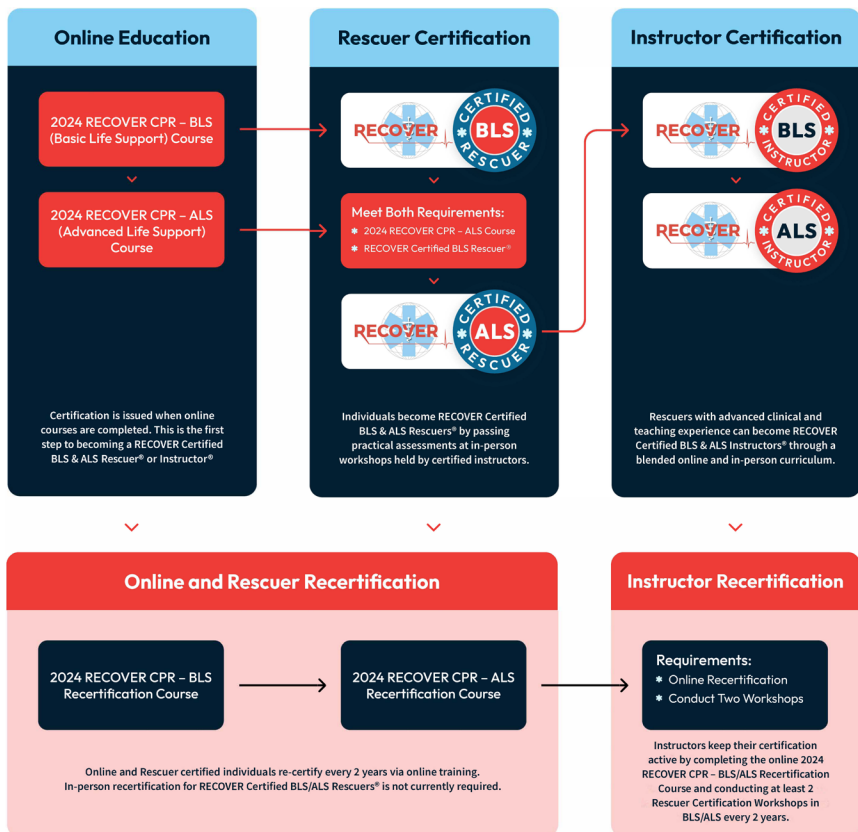 Online Education
2024 RECOVER CPR – BLS
(Basic Life Support) Course
2024 RECOVER CPR – ALS
(Advanced Life Support)
Course
Certification is issued when online
courses are completed. This is the first
step to becoming a RECOVER Certified
BLS & ALS Rescuer® or Instructor®
Rescuer Certification
RECOVER
CERTIFIED
BLS
RESCUER
Meet Both Requirements:
2024 RECOVER CPR – ALS Course
RECOVER Certified BLS Rescuer®
RECOVER
CERTIFIED
ALS
RESCUER
Individuals become RECOVER Certified
BLS & ALS Rescuers® by passing
practical assessments at in-person
workshops held by certified instructors.
Instructor Certification
RECOVER
CERTIFIED
BLS
INSTRUCTOR
RECOVER
CERTIFIED
ALS
INSTRUCTOR
Rescuers with advanced clinical and
teaching experience can become RECOVER
Certified BLS & ALS Instructors® through a
blended online and in-person curriculum.
Online and Rescuer Recertification
2024 RECOVER CPR – BLS
Recertification Course
2024 RECOVER CPR – ALS
Recertification Course
Online and Rescuer certified individuals re-certify every 2 years via online training.
In-person recertification for RECOVER Certified BLS/ALS Rescuers® is not currently required.
Instructor Recertification
Requirements:
Online Recertification
Conduct Two Workshops
Instructors keep their certification
active by completing the online 2024
RECOVER CPR – BLS/ALS Recertification
Course and conducting at least 2
Rescuer Certification Workshops in
BLS/ALS every 2 years.